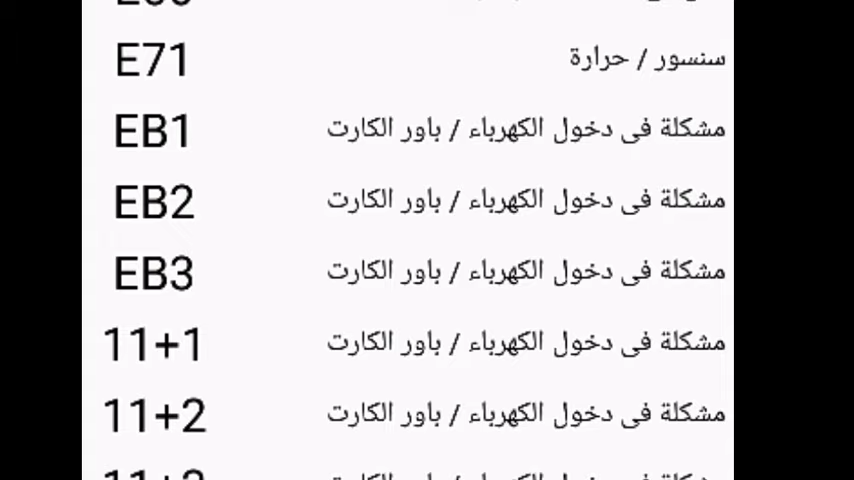 E71 سنسور / حرارة
EB1 مشكلة فى دخول الكهرباء / باور الكارت
EB2 مشكلة فى دخول الكهرباء / باور الكارت
EB3 مشكلة فى دخول الكهرباء / باور الكارت
11+1 مشكلة فى دخول الكهرباء / باور الكارت
11+2 مشكلة فى دخول الكهرباء / باور الكارت